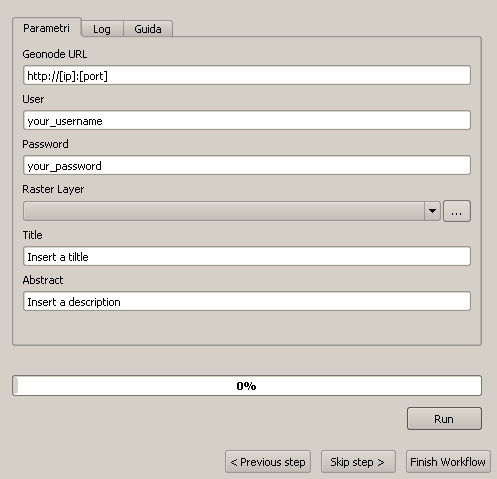 Parametri Log Guida
Geonode URL
http://[ip]:[port]
User
your_username
Password
your_password
Raster Layer
...
Title
Insert a tiltle
Abstract
Insert a description
0%
Run
< Previous step Skip step > Finish Workflow